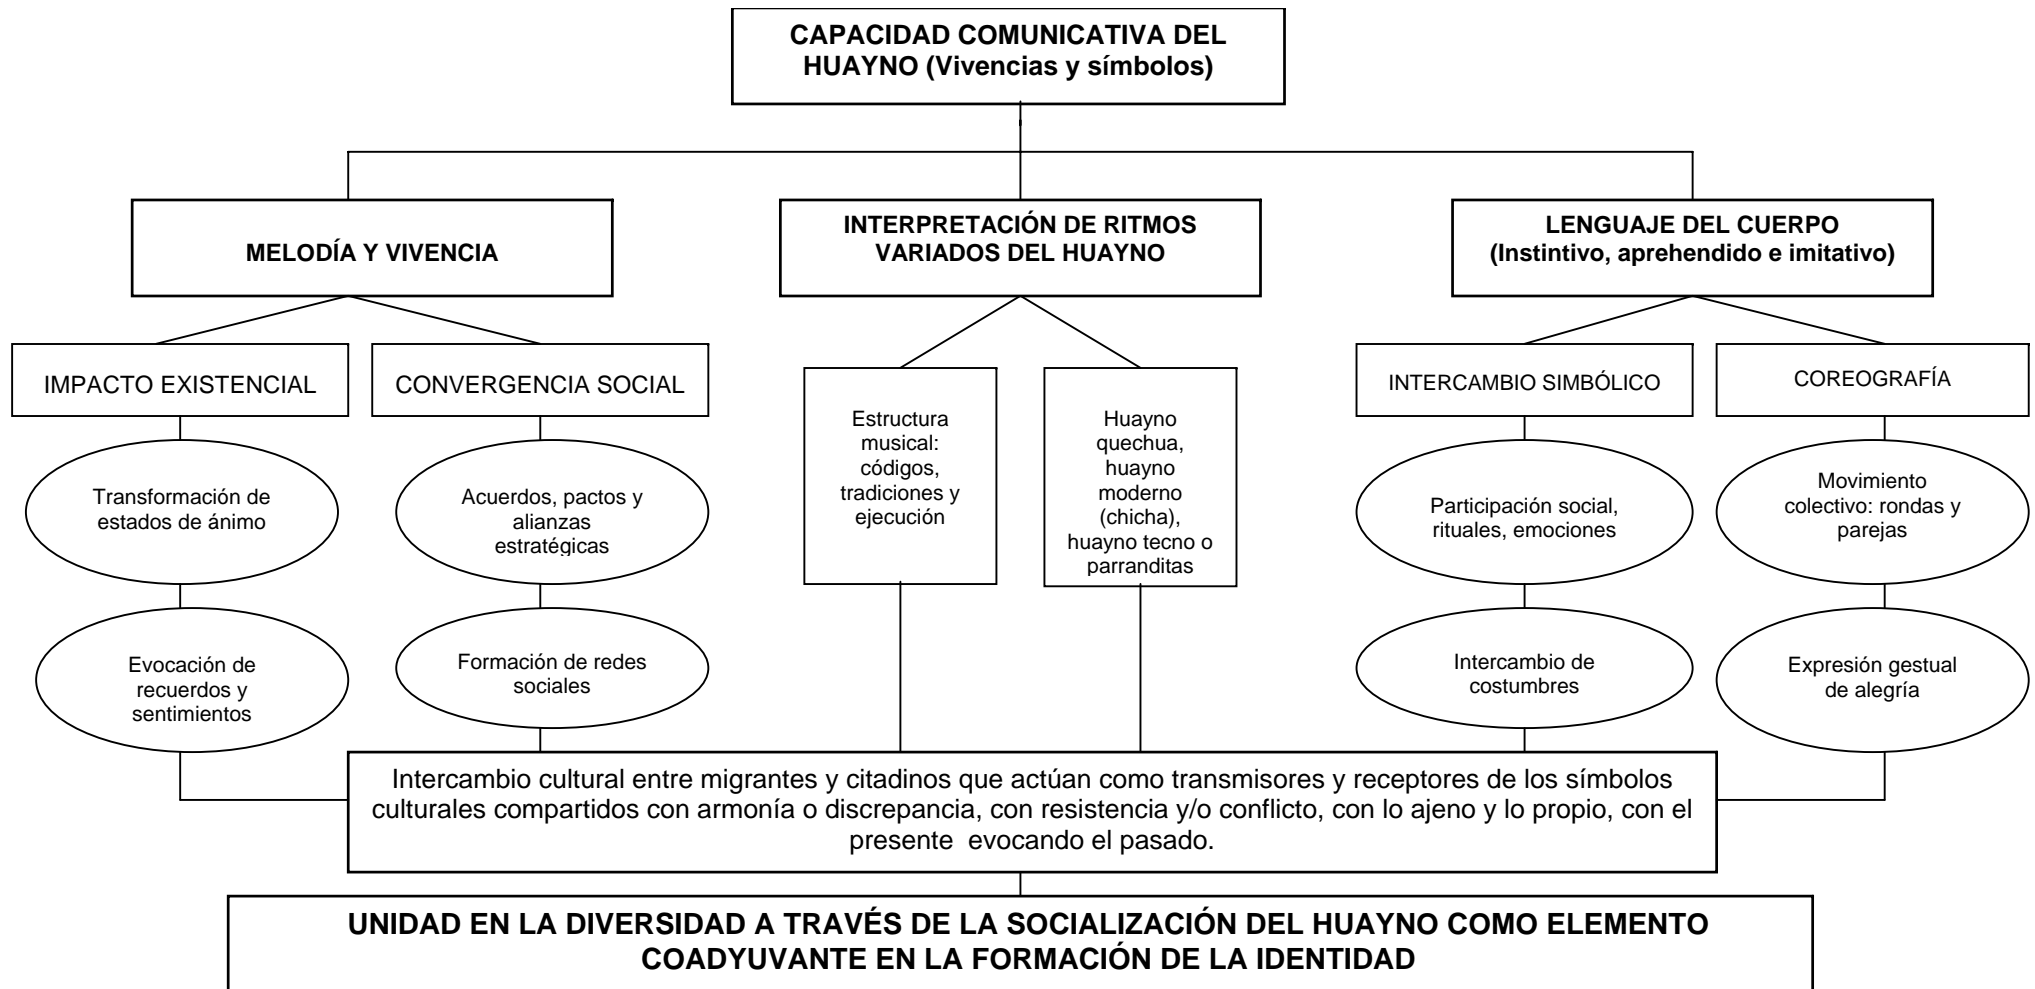 CAPACIDAD COMUNICATIVA DEL
HUAYNO (Vivencias y símbolos)
MELODÍA Y VIVENCIA
INTERPRETACIÓN DE RITMOS
VARIADOS DEL HUAYNO
LENGUAJE DEL CUERPO
(Instintivo, aprehendido e imitativo)
IMPACTO EXISTENCIAL
CONVERGENCIA SOCIAL
Estructura
musical:
códigos,
tradiciones y
ejecución
Huayno
quechua,
huayno
moderno
(chicha),
huayno tecno o
parranditas
INTERCAMBIO SIMBÓLICO
COREOGRAFÍA
Transformación de
estados de ánimo
Acuerdos, pactos y
alianzas
estratégicas
Participación social,
rituales, emociones
Movimiento
colectivo: rondas y
parejas
Evocación de
recuerdos y
sentimientos
Formación de redes
sociales
Intercambio de
costumbres
Expresión gestual
de alegría
Intercambio cultural entre migrantes y citadinos que actúan como transmisores y receptores de los símbolos
culturales compartidos con armonía o discrepancia, con resistencia y/o conflicto, con lo ajeno y lo propio, con el
presente  evocando el pasado.
UNIDAD EN LA DIVERSIDAD A TRAVÉS DE LA SOCIALIZACIÓN DEL HUAYNO COMO ELEMENTO
COADYUVANTE EN LA FORMACIÓN DE LA IDENTIDAD